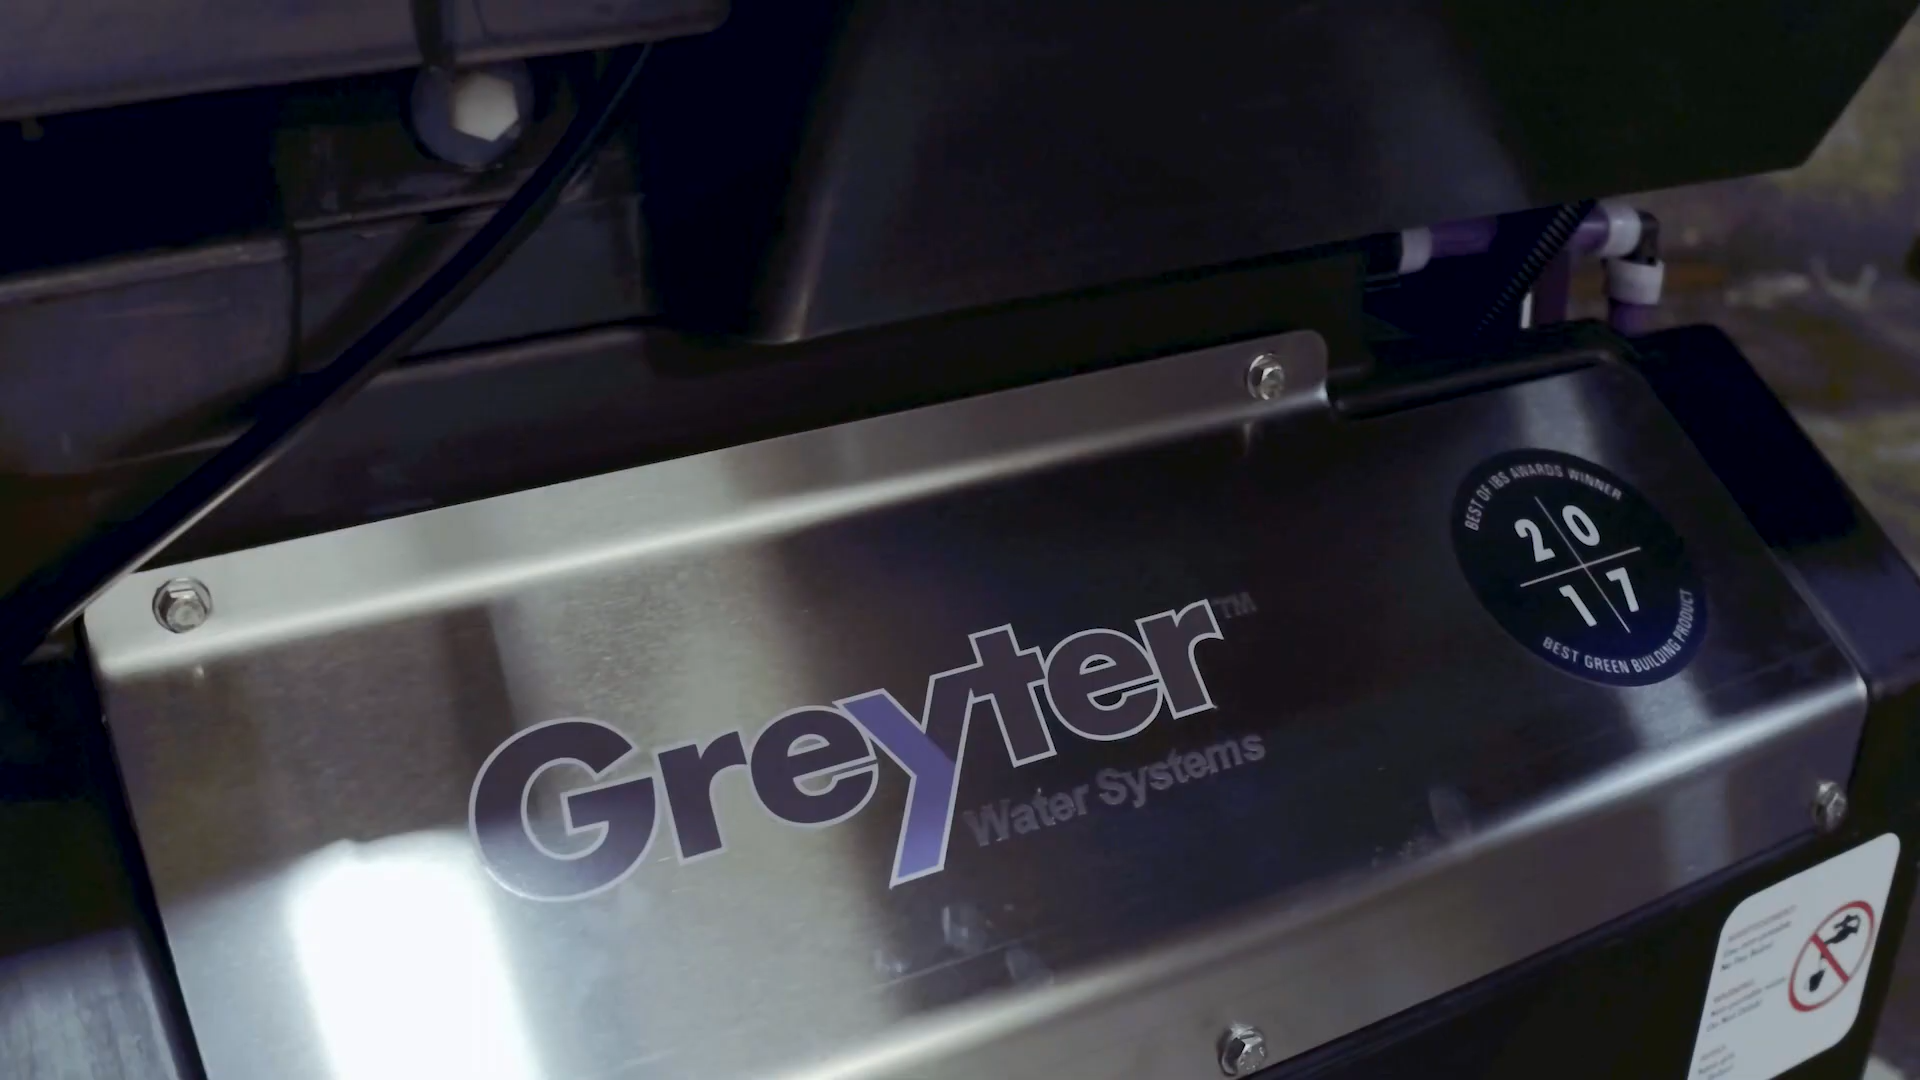 Greyter™
Water Systems
BEST OF IBS AWARDS WINNER
20
17
BEST GREEN BUILDING PRODUCT